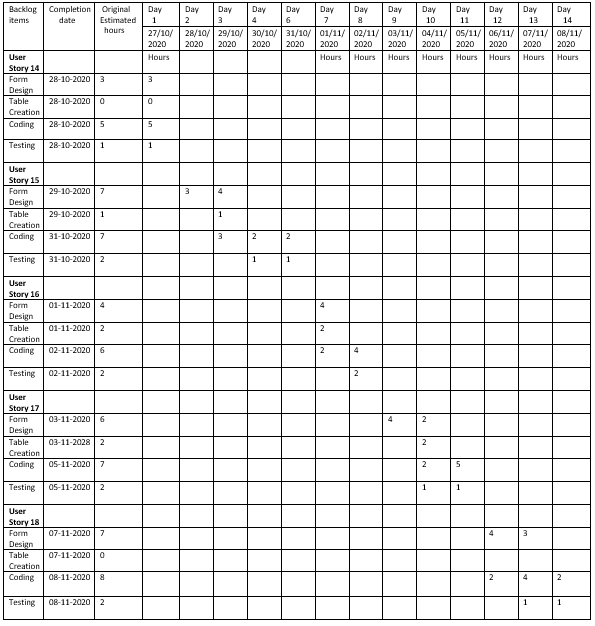 Backlog items Completion date Original Estimated hours Day 1 Day 2 Day 3 Day 4 Day 6 Day 7 Day 8 Day 9 Day 10 Day 11 Day 12 Day 13 Day 14
27/10/2020 28/10/2020 29/10/2020 30/10/2020 31/10/2020 01/11/2020 02/11/2020 03/11/2020 04/11/2020 05/11/2020 06/11/2020 07/11/2020 08/11/2020
User Story 14 Hours Hours Hours Hours Hours Hours Hours Hours Hours
Form Design 28-10-2020 3 3
Table Creation 28-10-2020 0 0
Coding 28-10-2020 5 5
Testing 28-10-2020 1 1
User Story 15
Form Design 29-10-2020 7 3 4
Table Creation 29-10-2020 1 1
Coding 31-10-2020 7 3 2 2
Testing 31-10-2020 2 1 1
User Story 16
Form Design 01-11-2020 4 4
Table Creation 01-11-2020 2 2
Coding 02-11-2020 6 2 4
Testing 02-11-2020 2 2
User Story 17
Form Design 03-11-2020 6 4 2
Table Creation 03-11-2028 2 2
Coding 05-11-2020 7 2 5
Testing 05-11-2020 2 1 1
User Story 18
Form Design 07-11-2020 7 4 3
Table Creation 07-11-2020 0
Coding 08-11-2020 8 2 4 2
Testing 08-11-2020 2 1 1